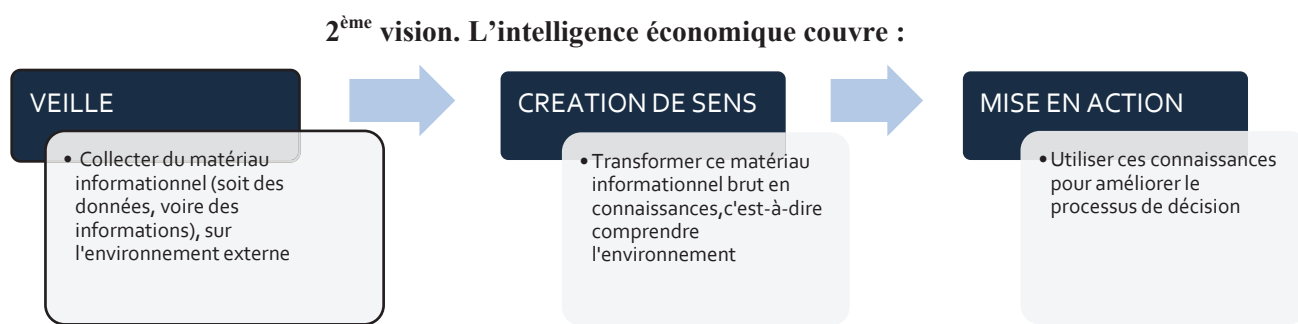 2ème vision. L’intelligence économique couvre :
VEILLE
• Collecter du matériau
informationnel (soit des
données, voire des
informations), sur
l'environnement externe
CREATION DE SENS
•Transformer ce matériau
informationnel brut en
connaissances,c'est-à-dire
comprendre
l'environnement
MISE EN ACTION
•Utiliser ces connaissances
pour améliorer le
processus de décision